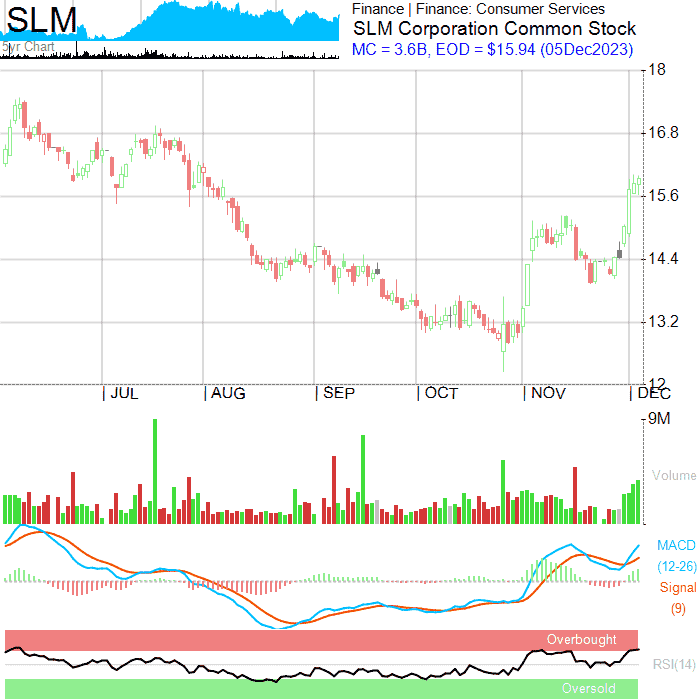 SLM
5yr Chart
Finance | Finance: Consumer Services
SLM Corporation Common Stock
MC = 3.6B, EOD = $15.94 (05Dec2023)
18
16.8
15.6
14.4
13.2
12
| JUL | AUG | SEP | OCT | NOV | DEC
9M
Volume
MACD
(12-26)
Signal
(9)
Overbought
RSI(14)
Oversold